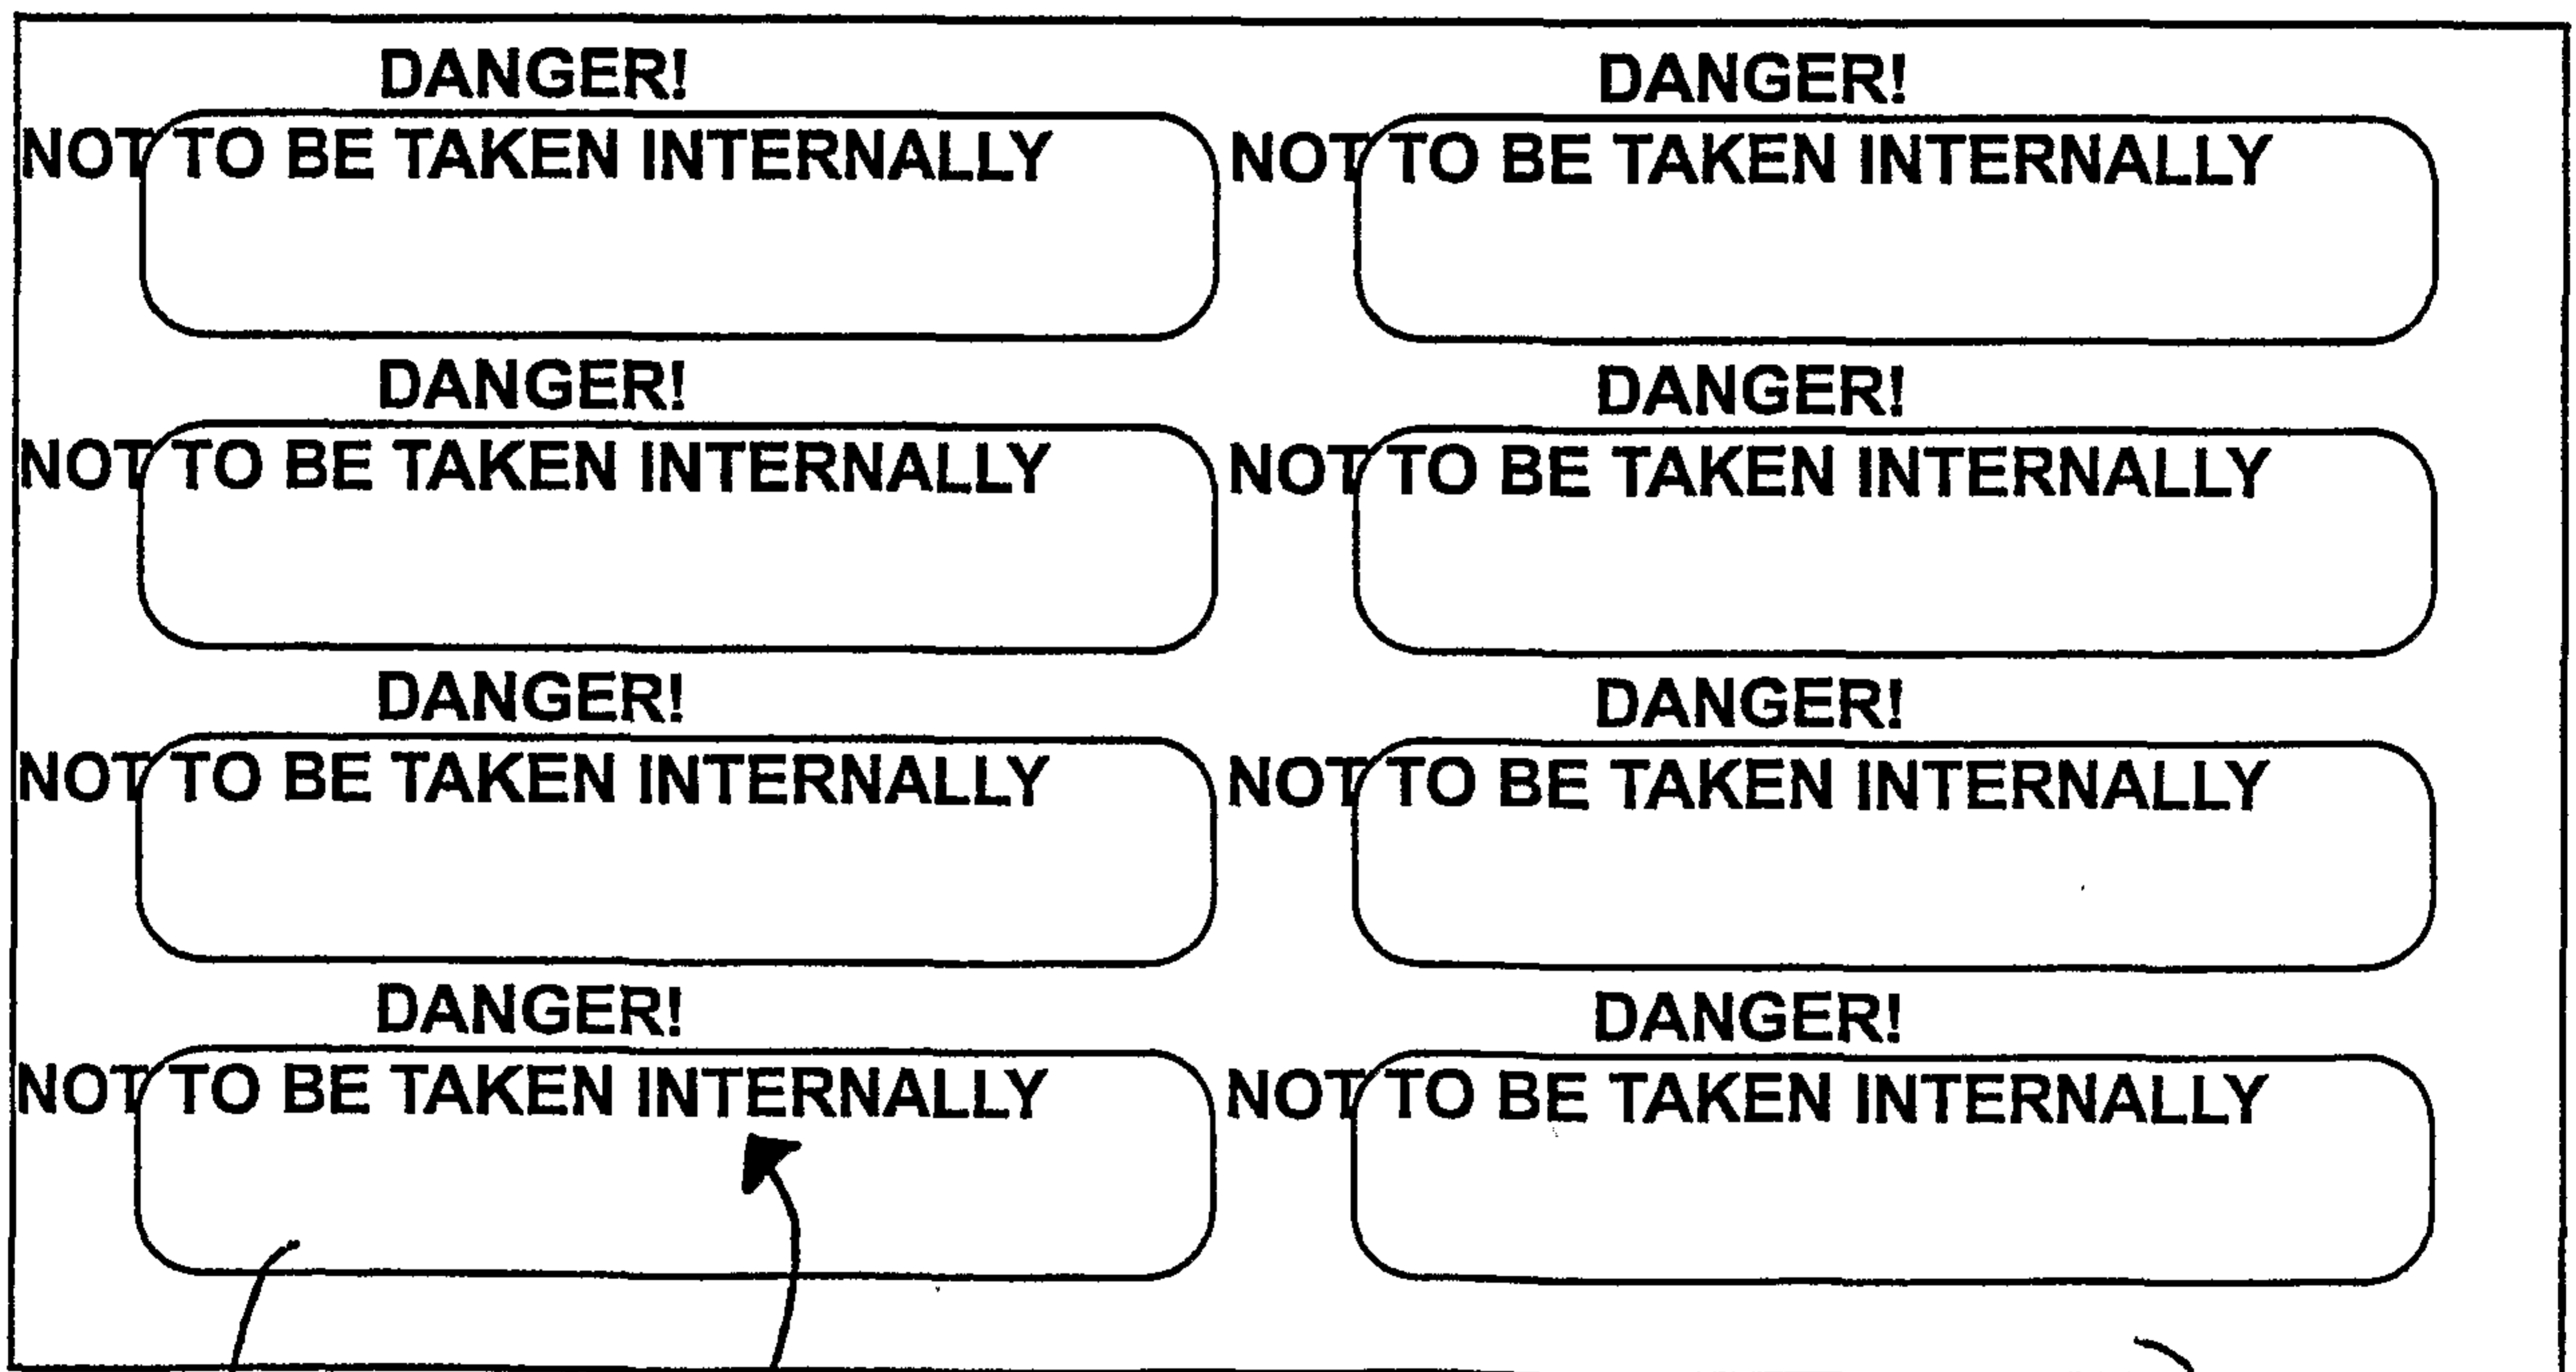 DANGER!
NOT TO BE TAKEN INTERNALLY
DANGER!
NOT TO BE TAKEN INTERNALLY
DANGER!
NOT TO BE TAKEN INTERNALLY
DANGER!
NOT TO BE TAKEN INTERNALLY
DANGER!
NOT TO BE TAKEN INTERNALLY
DANGER!
NOT TO BE TAKEN INTERNALLY
DANGER!
NOT TO BE TAKEN INTERNALLY
DANGER!
NOT TO BE TAKEN INTERNALLY